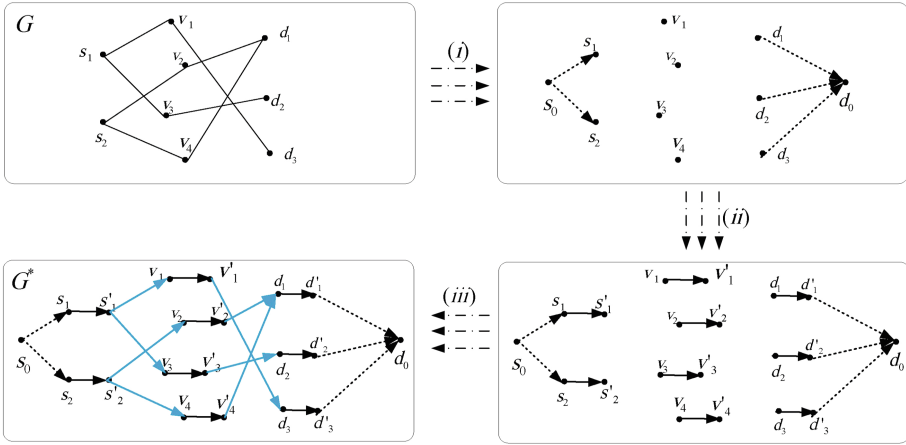 G
s₁
s₂
v₁
v₂
v₃
v₄
d₁
d₂
d₃
(i)
s₀
s₁
s₂
v₁
v₂
v₃
v₄
d₁
d₂
d₃
d₀
(ii)
G*
s₀
s₁ s'₁
s₂ s'₂
v₁ v'₁
v₂ v'₂
v₃ v'₃
v₄ v'₄
d₁ d'₁
d₂ d'₂
d₃ d'₃
d₀
(iii)
s₀
s₁ s'₁
s₂ s'₂
v₁ v'₁
v₂ v'₂
v₃ v'₃
v₄ v'₄
d₁ d'₁
d₂ d'₂
d₃ d'₃
d₀